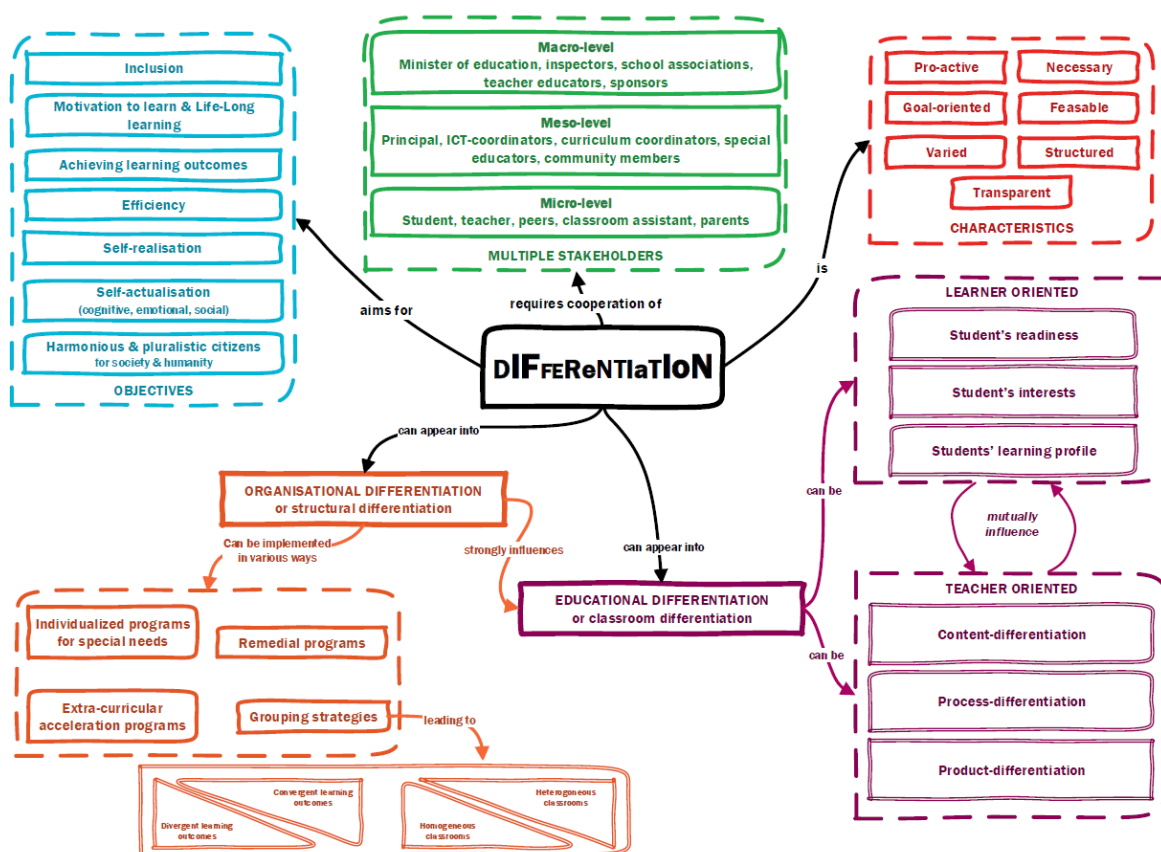 Inclusion
Motivation to learn & Life-Long
learning
Achieving learning outcomes
Efficiency
Self-realisation
Self-actualisation
(cognitive, emotional, social)
Harmonious & pluralistic citizens
for society & humanity
OBJECTIVES
Macro-level
Minister of education, inspectors, school associations,
teacher educators, sponsors
Meso-level
Principal, ICT-coordinators, curriculum coordinators, special
educators, community members
Micro-level
Student, teacher, peers, classroom assistant, parents
MULTIPLE STAKEHOLDERS
Pro-active
Necessary
Goal-oriented
Feasable
Varied
Structured
Transparent
CHARACTERISTICS
aims for
requires cooperation of
is
DIFFEReNTIaTIoN
can appear into
can appear into
ORGANISATIONAL DIFFERENTIATION
or structural differentiation
Can be implemented
in various ways
strongly influences
EDUCATIONAL DIFFERENTIATION
or classroom differentiation
Individualized programs
for special needs
Remedial programs
Extra-curricular
acceleration programs
Grouping strategies
leading to
Convergent learning
outcomes
Divergent learning
outcomes
Heterogneous
classrooms
Homogneous
classrooms
can be
can be
LEARNER ORIENTED
Student's readiness
Student's interests
Students' learning profile
mutually
influence
TEACHER ORIENTED
Content-differentiation
Process-differentiation
Product-differentiation